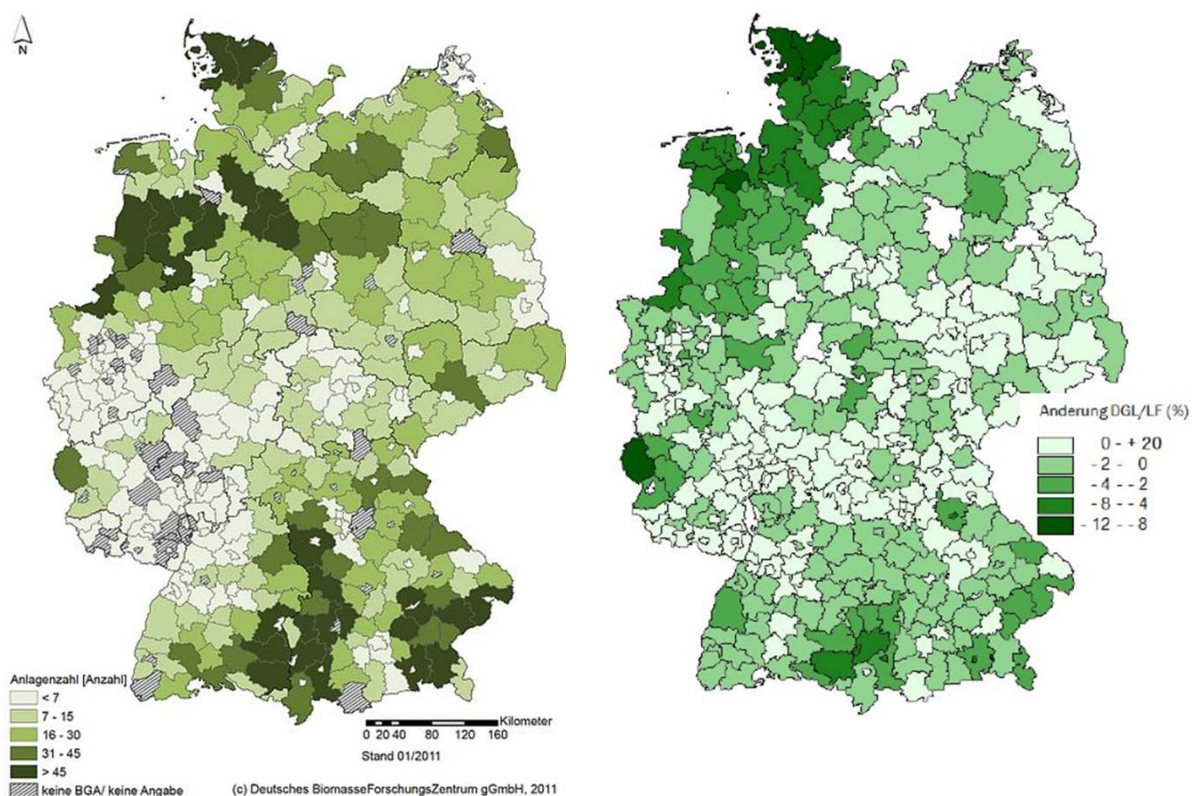 N
Anlagenzahl [Anzahl]
< 7
7 - 15
16 - 30
31 - 45
> 45
keine BGA/ keine Angabe
Kilometer
0 20 40 80 120 160
Stand 01/2011
(c) Deutsches BiomasseForschungsZentrum gGmbH, 2011
Änderung DGL/LF (%)
0 - + 20
- 2 - 0
- 4 - - 2
- 8 - - 4
- 12 - - 8